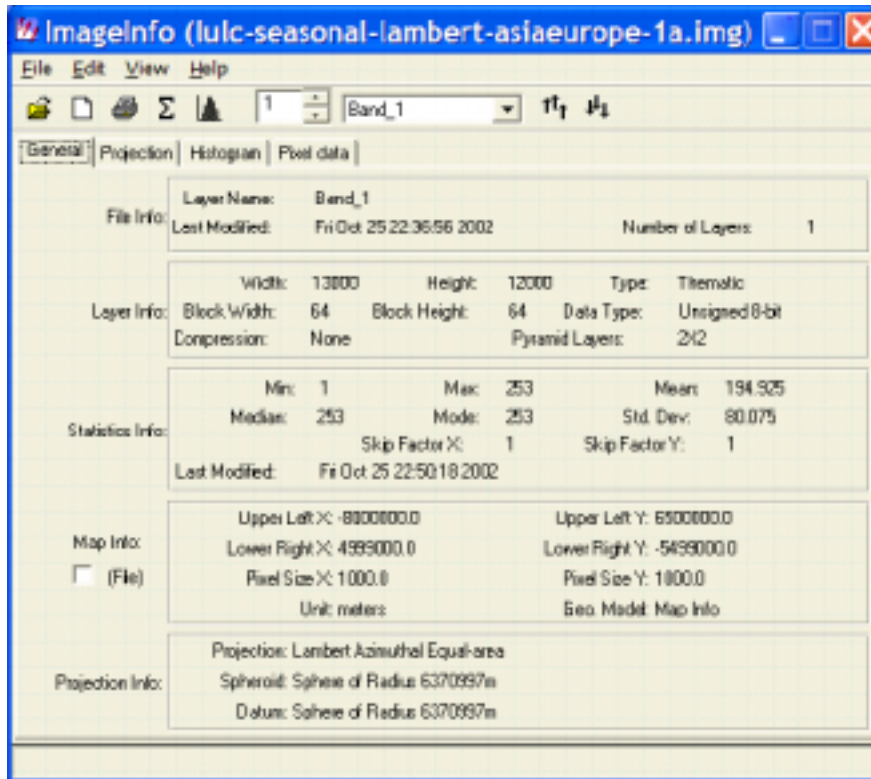 ImageInfo (lulc-seasonal-lambert-asiaeurope-1a.img)
File Edit View Help
1 Band_1
General Projection Histogram Pixel data
File Info:
Layer Name: Band_1
Last Modified: Fri Oct 25 22:36:56 2002 Number of Layers: 1
Layer Info:
Width: 13000 Height: 12000 Type: Thematic
Block Width: 64 Block Height: 64 Data Type: Unsigned 8-bit
Compression: None Pyramid Layers: 2X2
Statistics Info:
Min: 1 Max: 253 Mean: 194.925
Median: 253 Mode: 253 Std. Dev: 80.075
Skip Factor X: 1 Skip Factor Y: 1
Last Modified: Fri Oct 25 22:50:18 2002
Map Info:
(File)
Upper Left X: -8000000.0 Upper Left Y: 6500000.0
Lower Right X: 4999000.0 Lower Right Y: -5499000.0
Pixel Size X: 1000.0 Pixel Size Y: 1000.0
Unit: meters Geo. Model: Map Info
Projection Info:
Projection: Lambert Azimuthal Equal-area
Spheroid: Sphere of Radius 6370997m
Datum: Sphere of Radius 6370997m